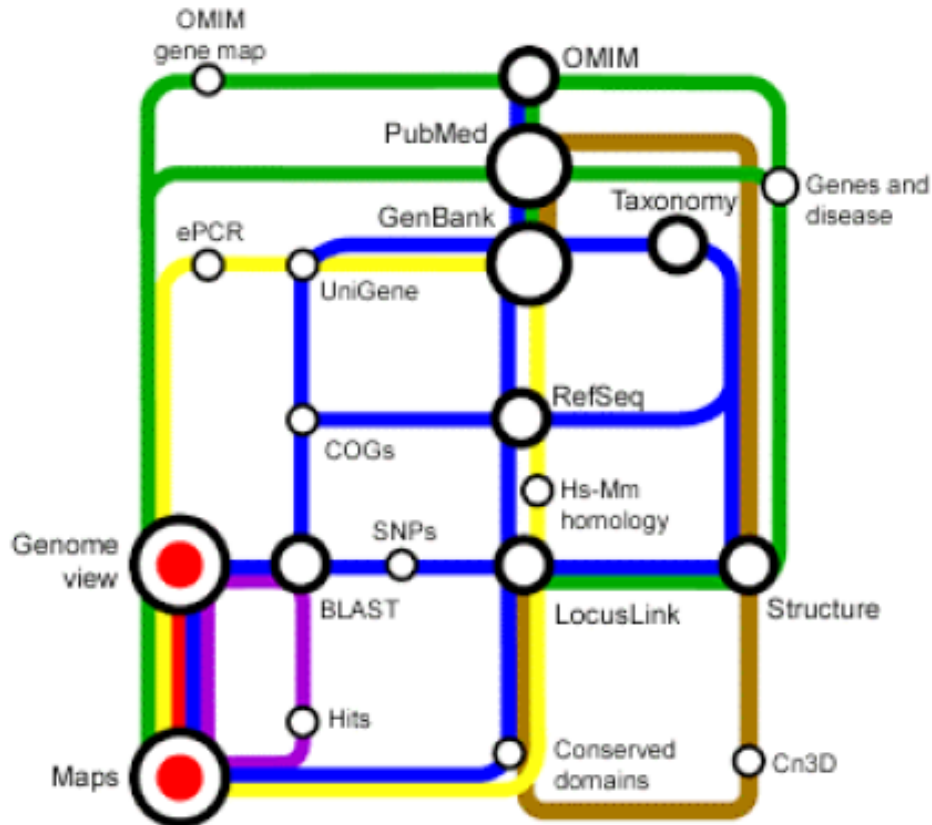 OMIM
gene map
OMIM
PubMed
Genes and
disease
Taxonomy
GenBank
ePCR
UniGene
RefSeq
COGs
Hs-Mm
homology
SNPs
Genome
view
BLAST
LocusLink
Structure
Hits
Conserved
domains
Cn3D
Maps